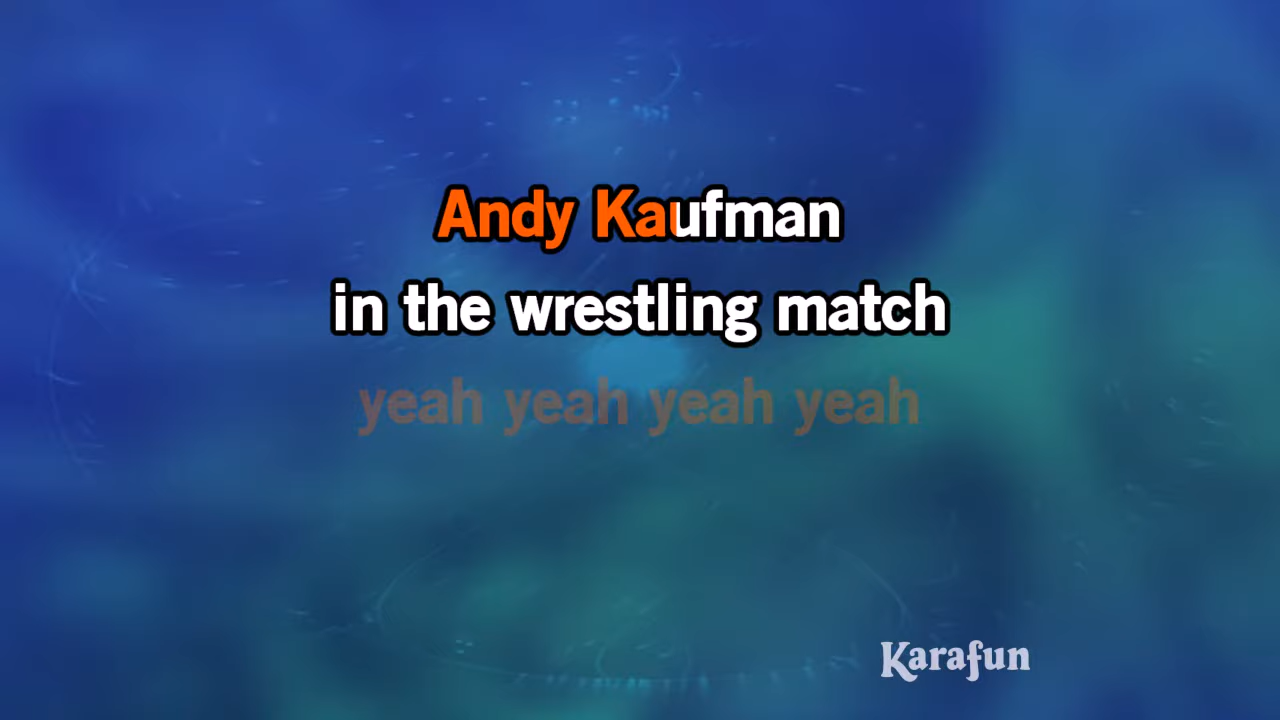 Andy Kaufman
in the wrestling match
yeah yeah yeah yeah
Karafun